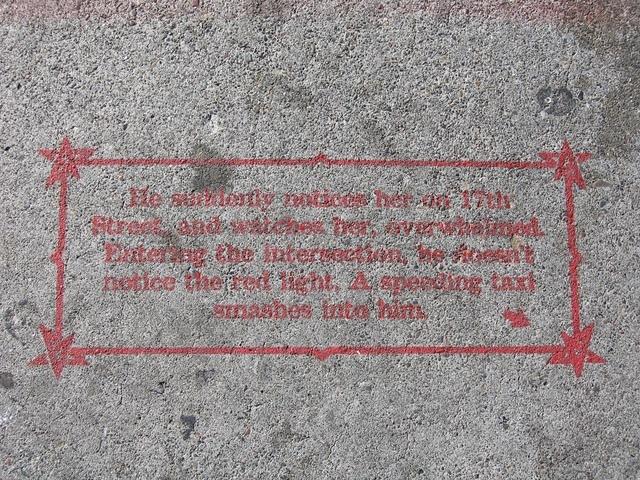 He suddenly notices her on 17th
Street, and watches her, overwhelmed.
Entering the intersection, he doesn't
notice the red light. A speeding taxi
smashes into him.